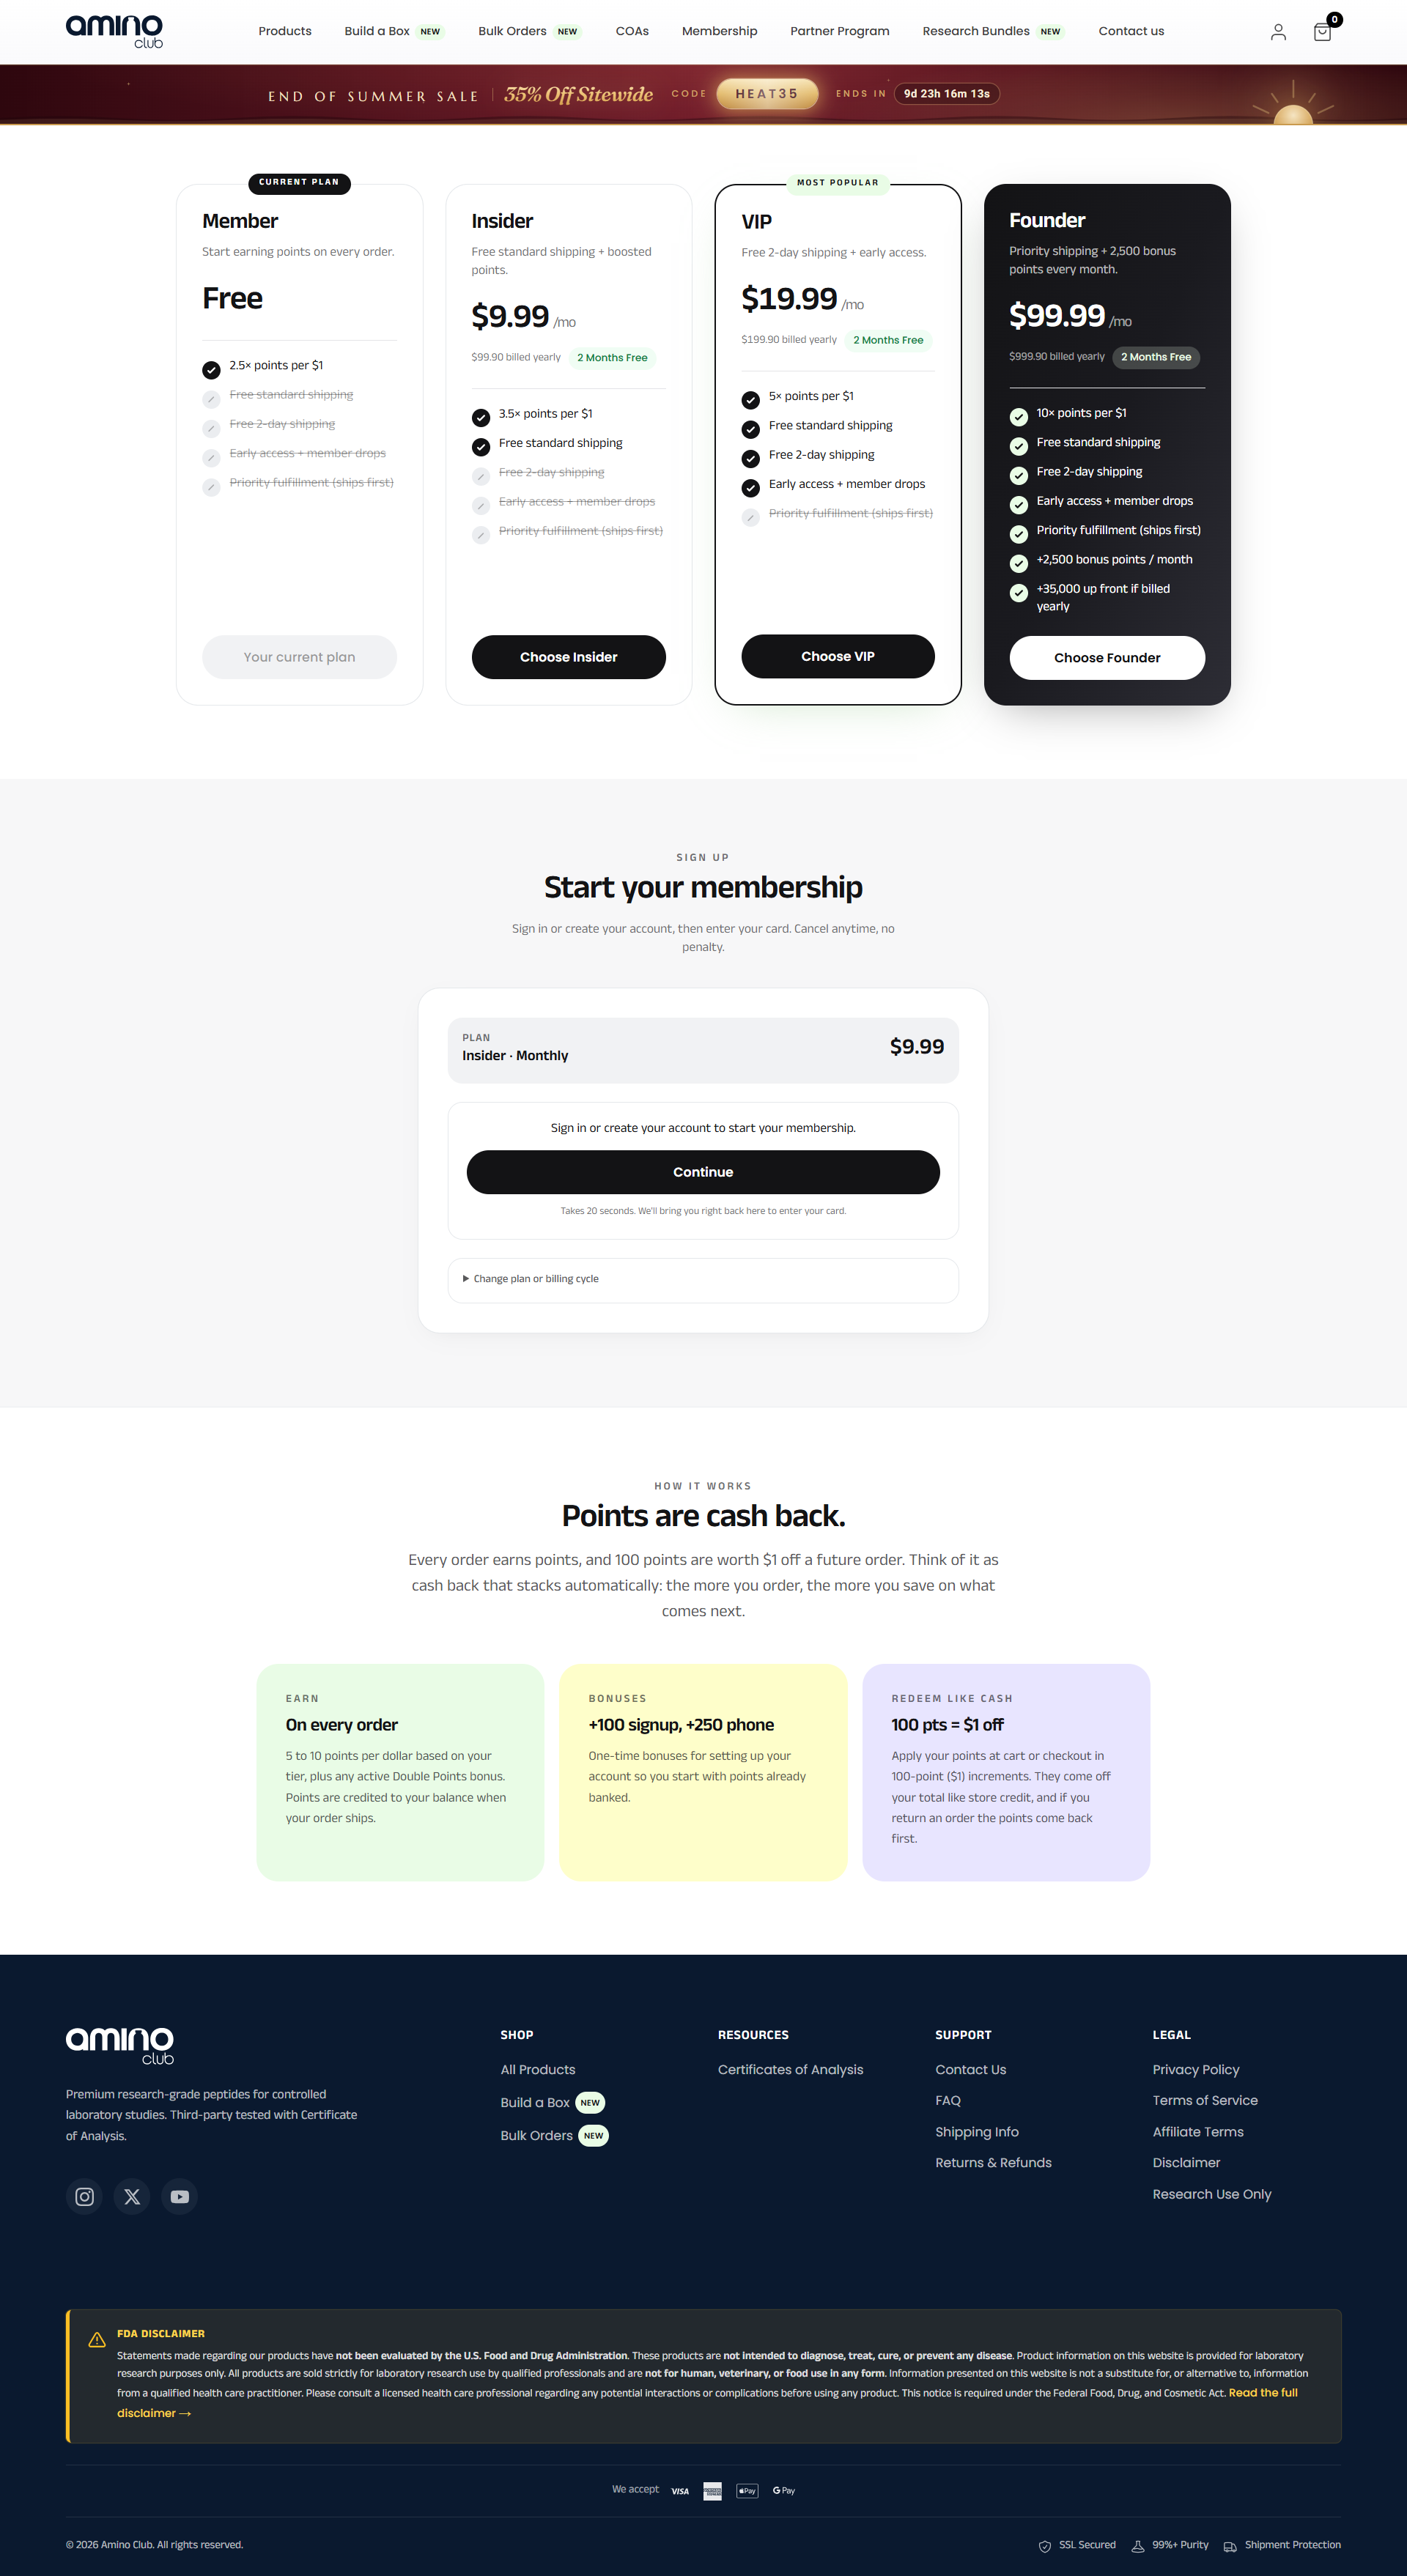 amino
club
Products
Build a Box NEW
Bulk Orders NEW
COAs
Membership
Partner Program
Research Bundles NEW
Contact us
0
END OF SUMMER SALE
35% Off Sitewide
CODE
HEAT35
ENDS IN
9d 23h 16m 13s
CURRENT PLAN
Member
Start earning points on every order.
Free
2.5× points per $1
Free standard shipping
Free 2-day shipping
Early access + member drops
Priority fulfillment (ships first)
Your current plan
Insider
Free standard shipping + boosted
points.
$9.99 /mo
$99.90 billed yearly 2 Months Free
3.5× points per $1
Free standard shipping
Free 2-day shipping
Early access + member drops
Priority fulfillment (ships first)
Choose Insider
MOST POPULAR
VIP
Free 2-day shipping + early access.
$19.99 /mo
$199.90 billed yearly 2 Months Free
5× points per $1
Free standard shipping
Free 2-day shipping
Early access + member drops
Priority fulfillment (ships first)
Choose VIP
Founder
Priority shipping + 2,500 bonus
points every month.
$99.99 /mo
$999.90 billed yearly 2 Months Free
10× points per $1
Free standard shipping
Free 2-day shipping
Early access + member drops
Priority fulfillment (ships first)
+2,500 bonus points / month
+35,000 up front if billed
yearly
Choose Founder
SIGN UP
Start your membership
Sign in or create your account, then enter your card. Cancel anytime, no
penalty.
PLAN
Insider · Monthly
$9.99
Sign in or create your account to start your membership.
Continue
Takes 20 seconds. We'll bring you right back here to enter your card.
Change plan or billing cycle
HOW IT WORKS
Points are cash back.
Every order earns points, and 100 points are worth $1 off a future order. Think of it as
cash back that stacks automatically: the more you order, the more you save on what
comes next.
EARN
On every order
5 to 10 points per dollar based on your
tier, plus any active Double Points bonus.
Points are credited to your balance when
your order ships.
BONUSES
+100 signup, +250 phone
One-time bonuses for setting up your
account so you start with points already
banked.
REDEEM LIKE CASH
100 pts = $1 off
Apply your points at cart or checkout in
100-point ($1) increments. They come off
your total like store credit, and if you
return an order the points come back
first.
amino
club
Premium research-grade peptides for controlled
laboratory studies. Third-party tested with Certificate
of Analysis.
SHOP
All Products
Build a Box NEW
Bulk Orders NEW
RESOURCES
Certificates of Analysis
SUPPORT
Contact Us
FAQ
Shipping Info
Returns & Refunds
LEGAL
Privacy Policy
Terms of Service
Affiliate Terms
Disclaimer
Research Use Only
FDA DISCLAIMER
Statements made regarding our products have not been evaluated by the U.S. Food and Drug Administration. These products are not intended to diagnose, treat, cure, or prevent any disease. Product information on this website is provided for laboratory
research purposes only. All products are sold strictly for laboratory research use by qualified professionals and are not for human, veterinary, or food use in any form. Information presented on this website is not a substitute for, or alternative to, information
from a qualified health care practitioner. Please consult a licensed health care professional regarding any potential interactions or complications before using any product. This notice is required under the Federal Food, Drug, and Cosmetic Act. Read the full
disclaimer →
We accept
VISA
AMERICAN EXPRESS
Pay
G Pay
© 2026 Amino Club. All rights reserved.
SSL Secured
99%+ Purity
Shipment Protection